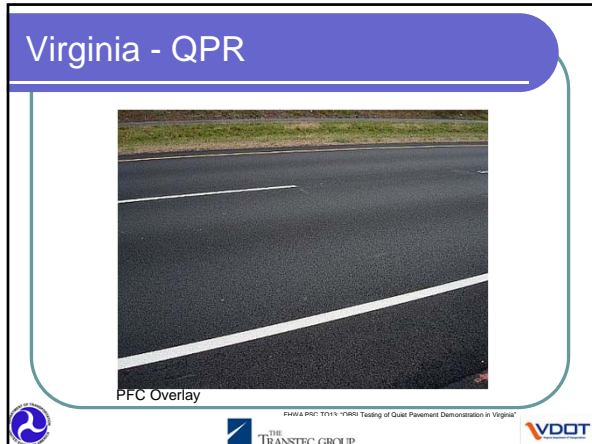 Virginia - QPR
PFC Overlay
FHWA PSC TO13: "OBSI Testing of Quiet Pavement Demonstration in Virginia"
THE
TRANSTEC GROUP
VDOT